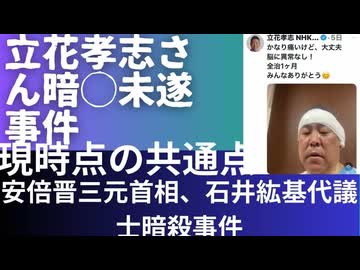 立花孝志さ
ん暗○未遂
事件
現時点の共通点
安倍晋三元首相、石井紘基代議
士暗殺事件
立花孝志 NHK... · 5日
かなり痛いけど、大丈夫
脳に異常なし！
全治1ヶ月
みんなありがとう😊